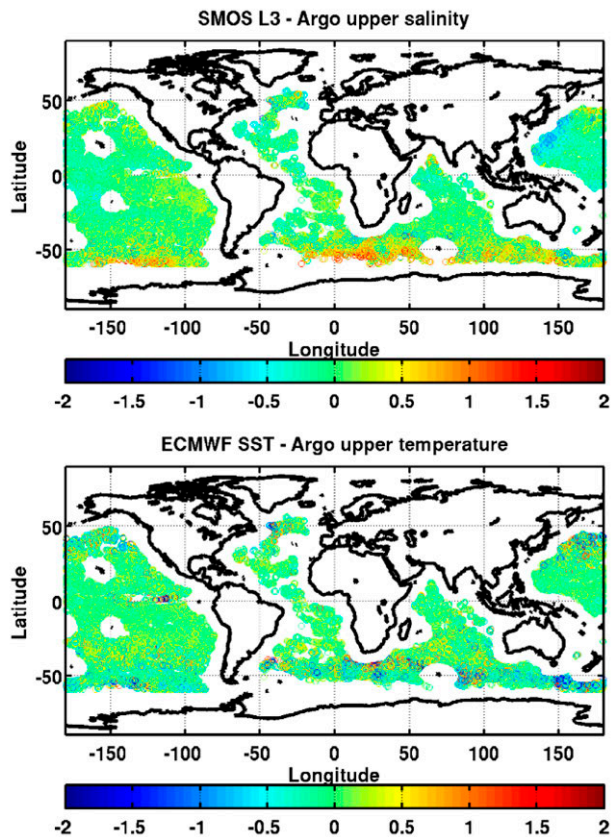 SMOS L3 - Argo upper salinity
50
0
-50
Latitude
-150 -100 -50 0 50 100 150
Longitude
-2 -1.5 -1 -0.5 0 0.5 1 1.5 2
ECMWF SST - Argo upper temperature
50
0
-50
Latitude
-150 -100 -50 0 50 100 150
Longitude
-2 -1.5 -1 -0.5 0 0.5 1 1.5 2